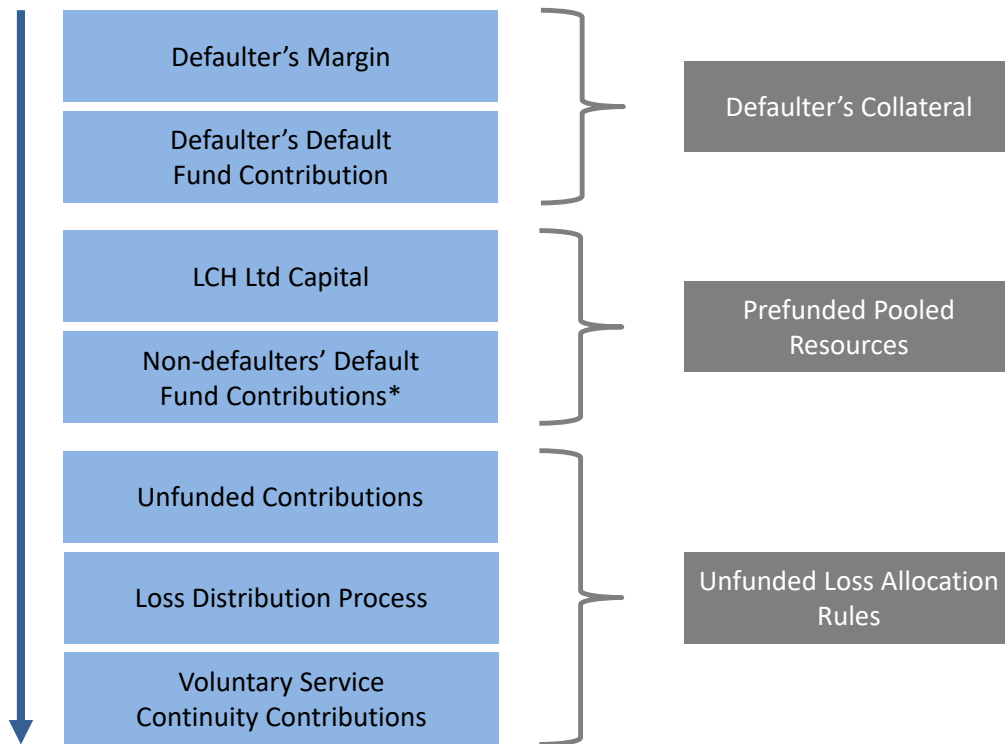 Defaulter’s Margin
Defaulter’s Default
Fund Contribution
Defaulter’s Collateral
LCH Ltd Capital
Non-defaulters’ Default
Fund Contributions*
Prefunded Pooled
Resources
Unfunded Contributions
Loss Distribution Process
Voluntary Service
Continuity Contributions
Unfunded Loss Allocation
Rules